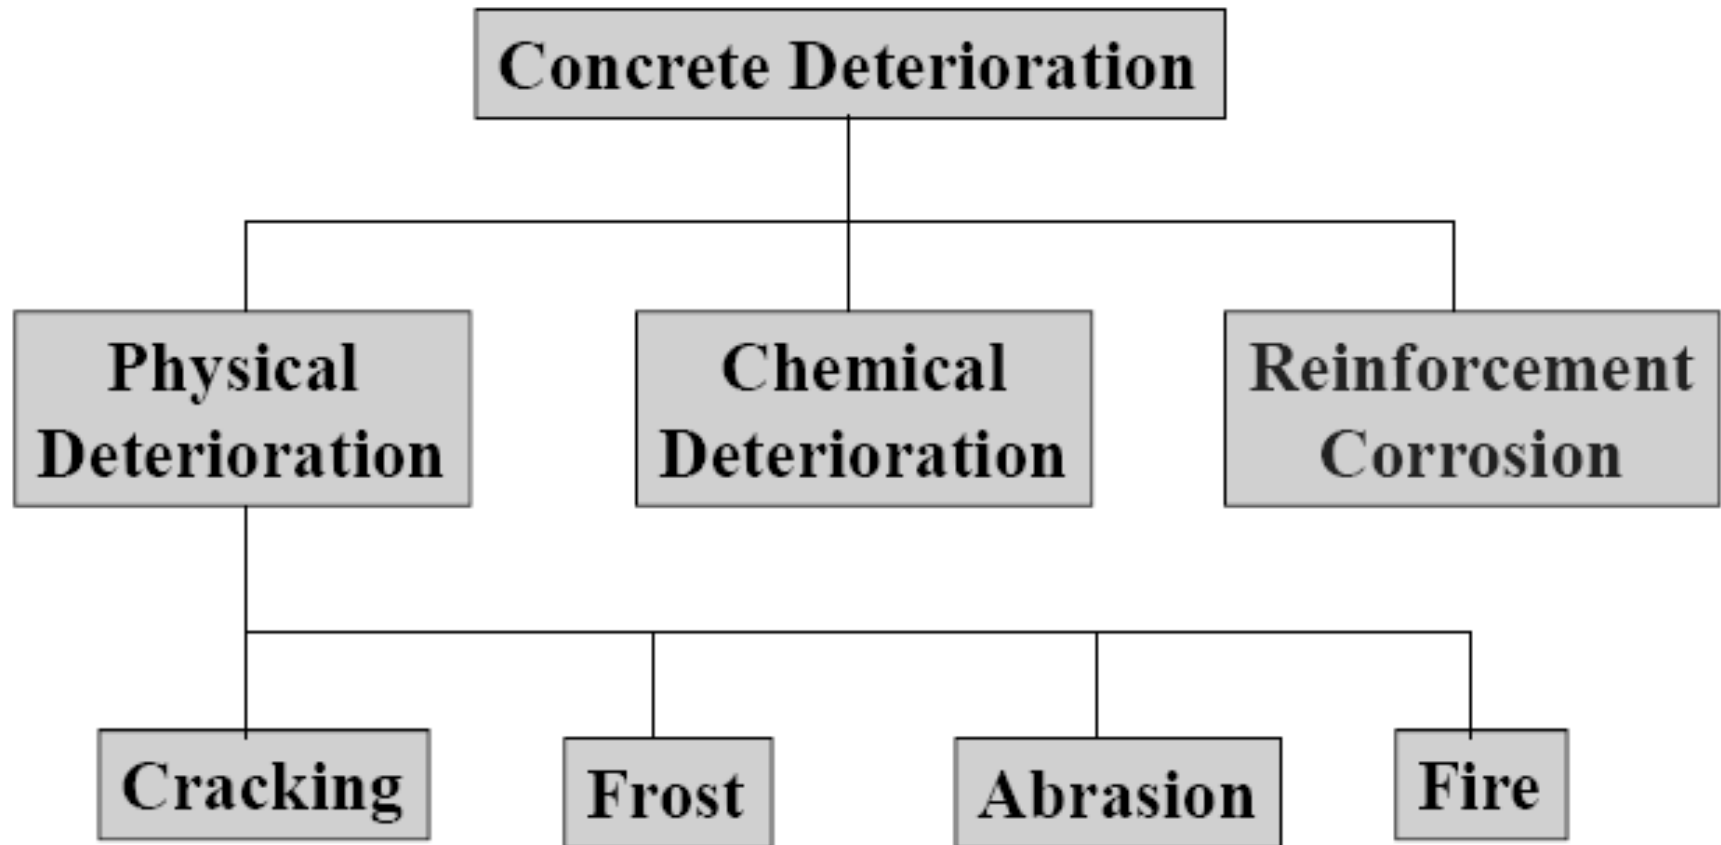 Concrete Deterioration
Physical
Deterioration
Chemical
Deterioration
Reinforcement
Corrosion
Cracking
Frost
Abrasion
Fire